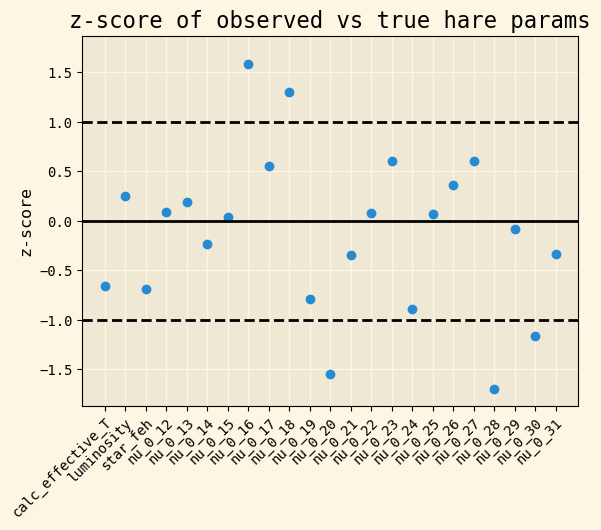 z-score of observed vs true hare params
z-score
1.5
1.0
0.5
0.0
−0.5
−1.0
−1.5
calc_effective_T
luminosity
star_feh
nu_0_12
nu_0_13
nu_0_14
nu_0_15
nu_0_16
nu_0_17
nu_0_18
nu_0_19
nu_0_20
nu_0_21
nu_0_22
nu_0_23
nu_0_24
nu_0_25
nu_0_26
nu_0_27
nu_0_28
nu_0_29
nu_0_30
nu_0_31